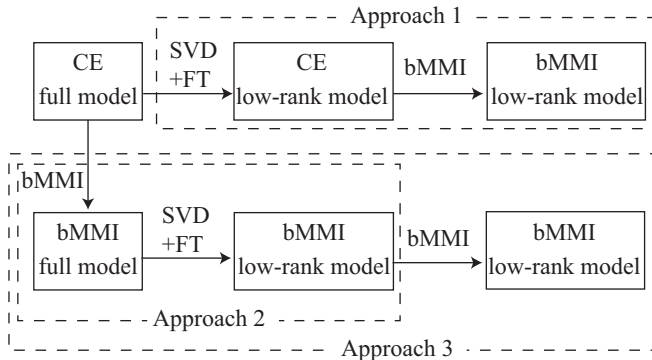 Approach 1
CE
full model
SVD
+FT
CE
low-rank model
bMMI
bMMI
low-rank model
bMMI
bMMI
full model
SVD
+FT
bMMI
low-rank model
bMMI
bMMI
low-rank model
Approach 2
Approach 3